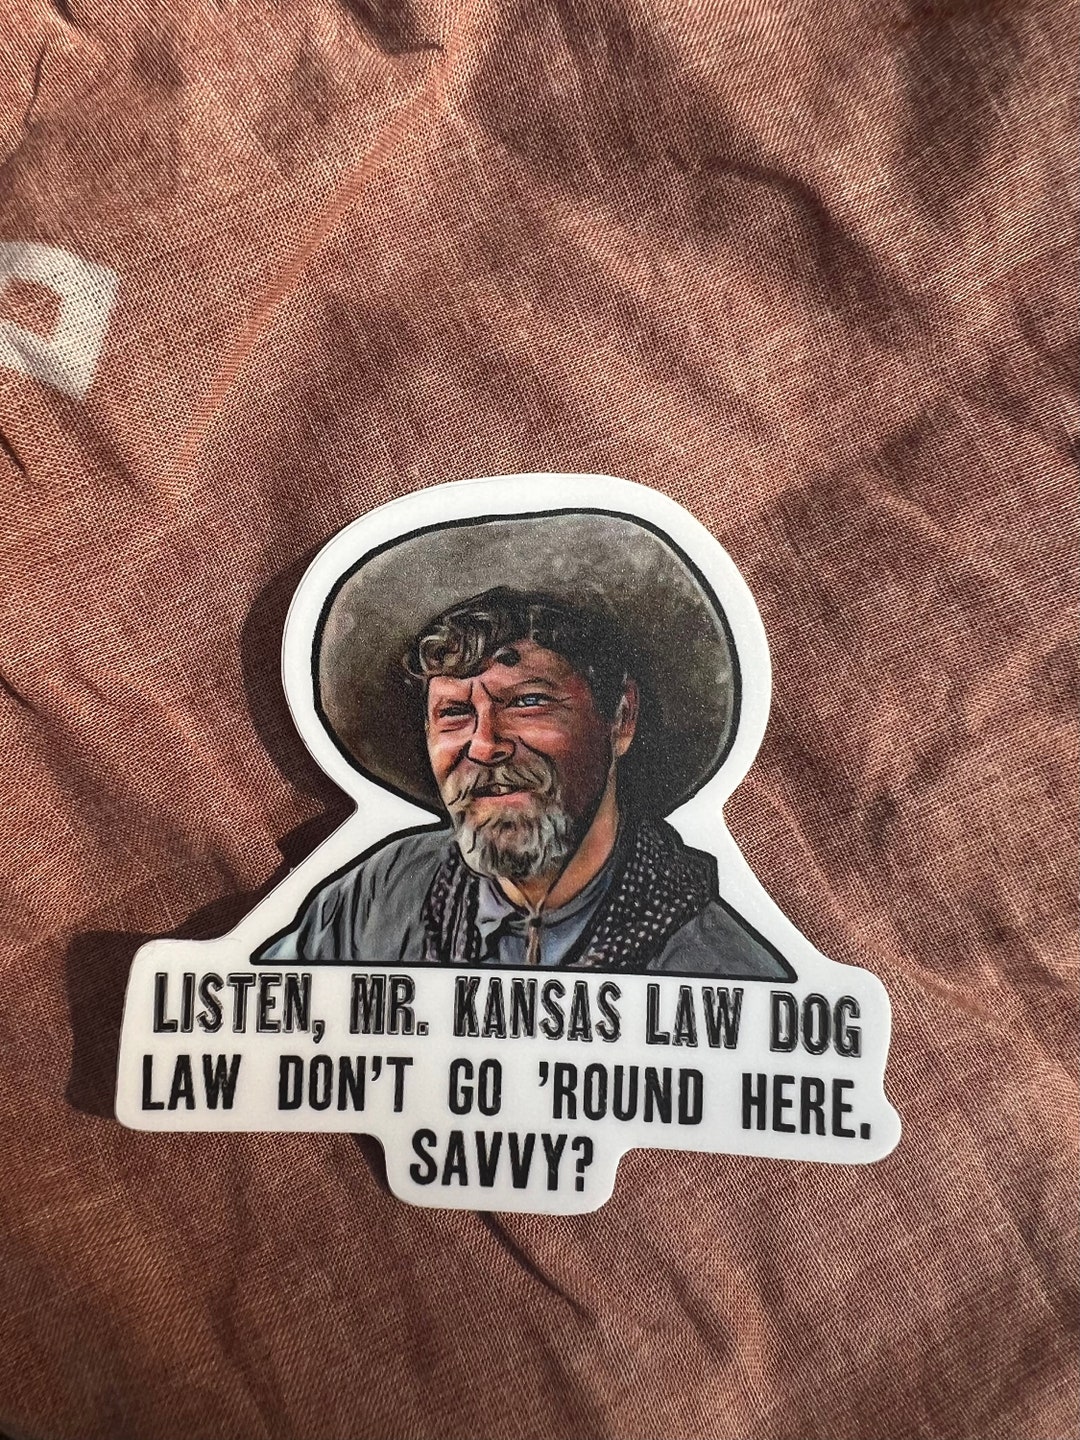 LISTEN, MR. KANSAS LAW DOG
LAW DON'T GO 'ROUND HERE.
SAVVY?